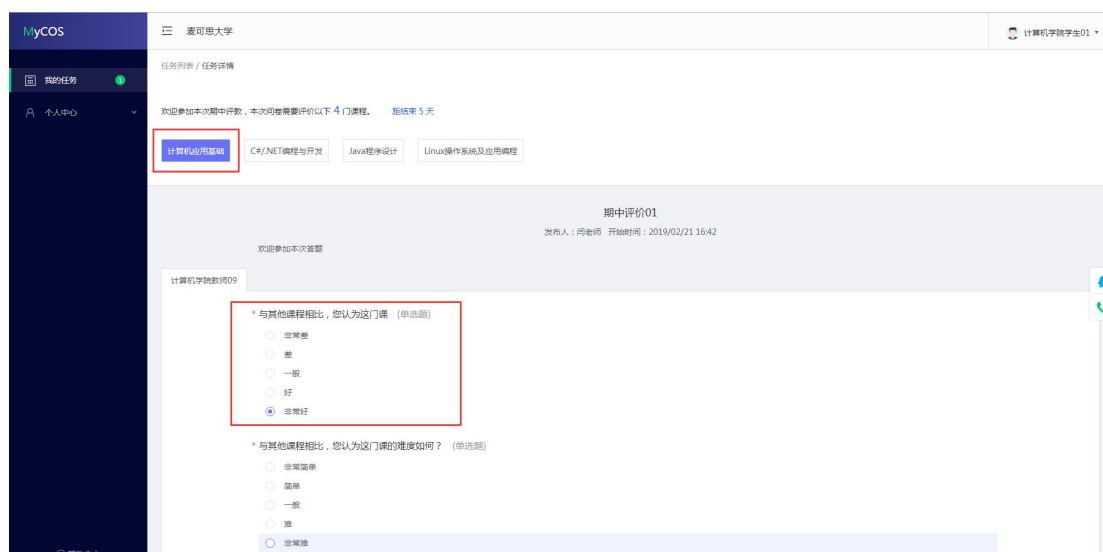 MyCOS
麦可思大学
计算机学院学生01
任务列表 / 任务详情
我的任务 1
个人中心
欢迎参加本次期中评教，本次问卷需要评价以下 4 门课程。 距结束 5 天
计算机应用基础 C#/.NET编程与开发 Java程序设计 Linux操作系统及应用编程
期中评价01
发布人：闫老师 开始时间：2019/02/21 16:42
欢迎参加本次答题
计算机学院教师09
* 与其他课程相比，您认为这门课 (单选题)
非常差
差
一般
好
非常好
* 与其他课程相比，您认为这门课的难度如何？ (单选题)
非常简单
简单
一般
难
非常难